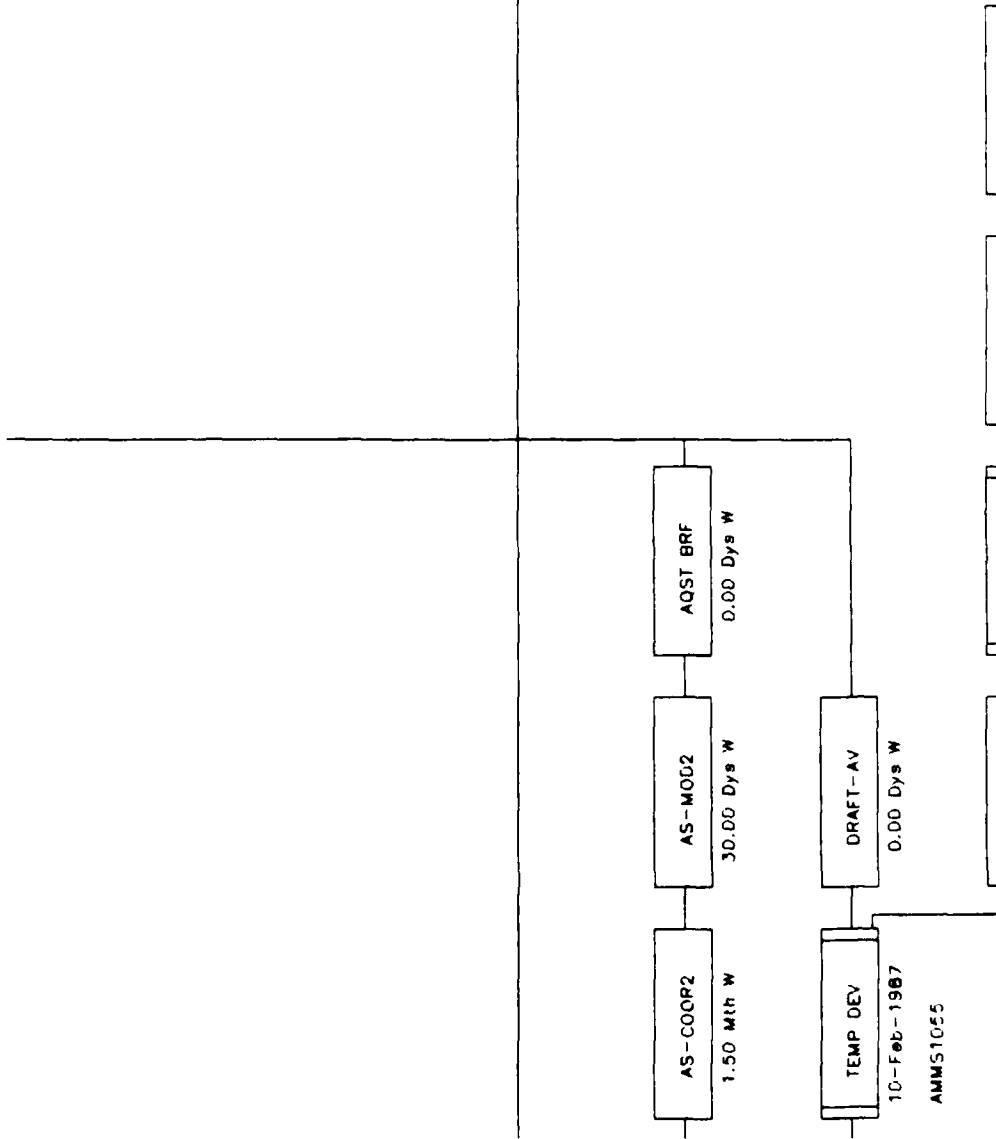 AS-COOR2
1.50 Mth W
AS-MOD2
30.00 Dys W
AQST BRF
0.00 Dys W
TEMP DEV
10-Feb-1987
AMMS1055
DRAFT-AV
0.00 Dys W